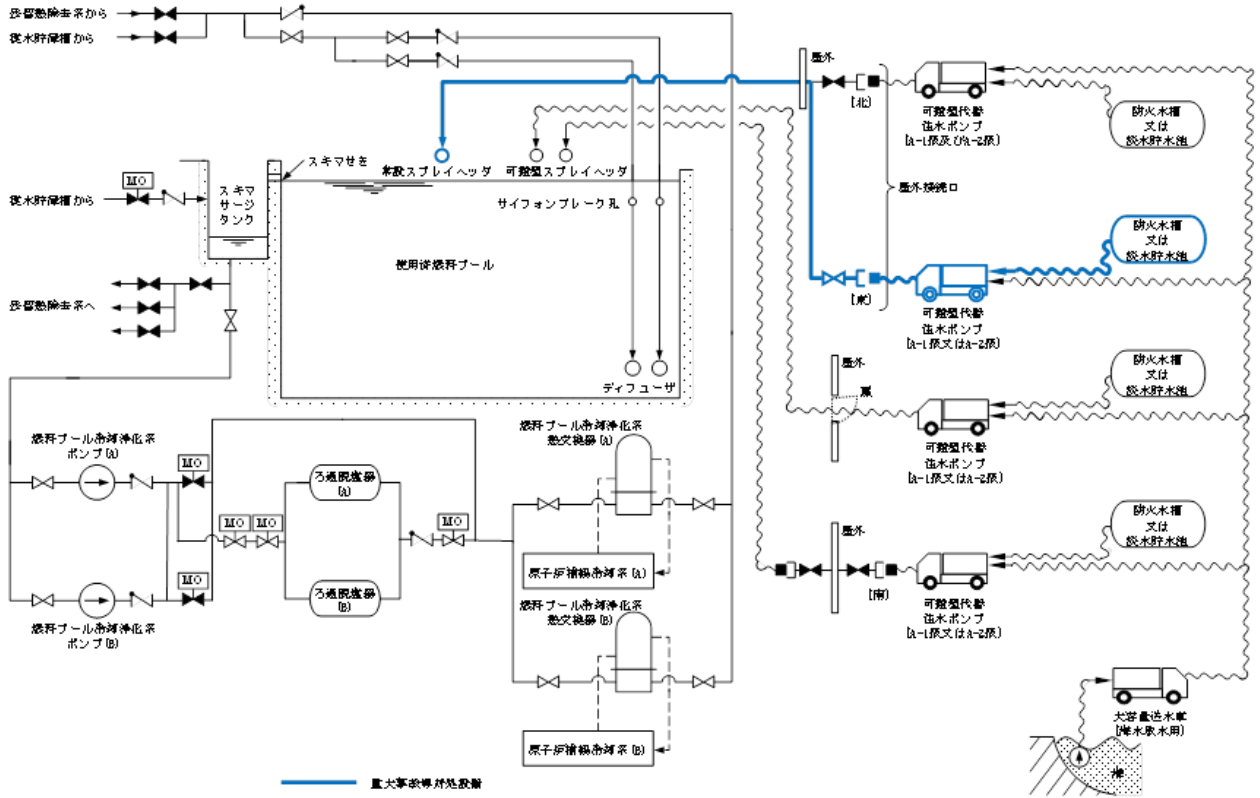 残留熱除去系から
復水貯蔵槽から
屋外
[北]
可搬型代替
注水ポンプ
[A-1級及びA-2級]
防火水槽
又は
淡水貯水池
スキマせき
常設スプレイヘッダ
可搬型スプレイヘッダ
屋外接続口
MO
復水貯蔵槽から
スキマ
サージ
タンク
サイフォンブレーク孔
使用済燃料プール
防火水槽
又は
淡水貯水池
[東]
可搬型代替
注水ポンプ
[A-1級又はA-2級]
残留熱除去系へ
ディフューザ
屋外
扉
防火水槽
又は
淡水貯水池
可搬型代替
注水ポンプ
[A-1級又はA-2級]
燃料プール冷却浄化系
ポンプ(A)
MO
ろ過脱塩器
(A)
燃料プール冷却浄化系
熱交換器(A)
MO
MO
MO
屋外
防火水槽
又は
淡水貯水池
原子炉補機冷却系(A)
[南]
可搬型代替
注水ポンプ
[A-1級又はA-2級]
MO
ろ過脱塩器
(B)
燃料プール冷却浄化系
熱交換器(B)
燃料プール冷却浄化系
ポンプ(B)
原子炉補機冷却系(B)
大容量送水車
[海水取水用]
海
重大事故等対処設備